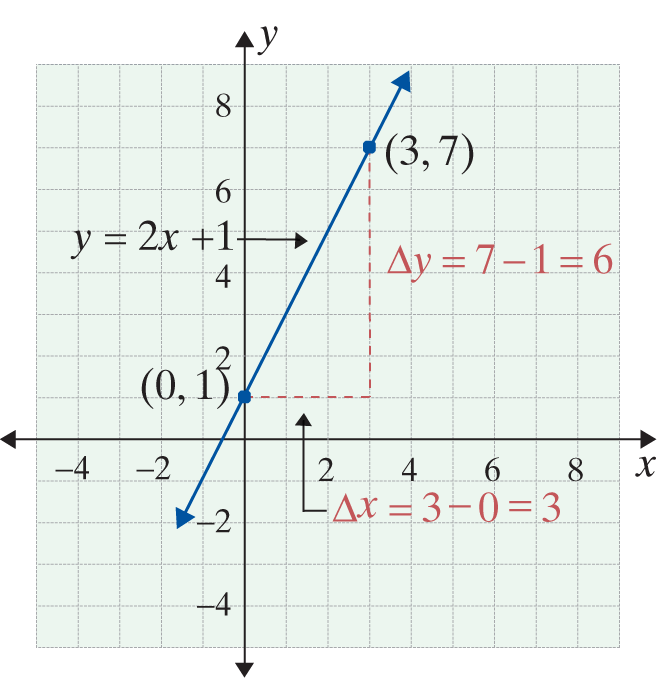 y
8
(3, 7)
6
y = 2x +1
Δy = 7 – 1 = 6
4
2
(0, 1)
–4 –2 2 4 6 8 x
Δx = 3 – 0 = 3
–2
–4